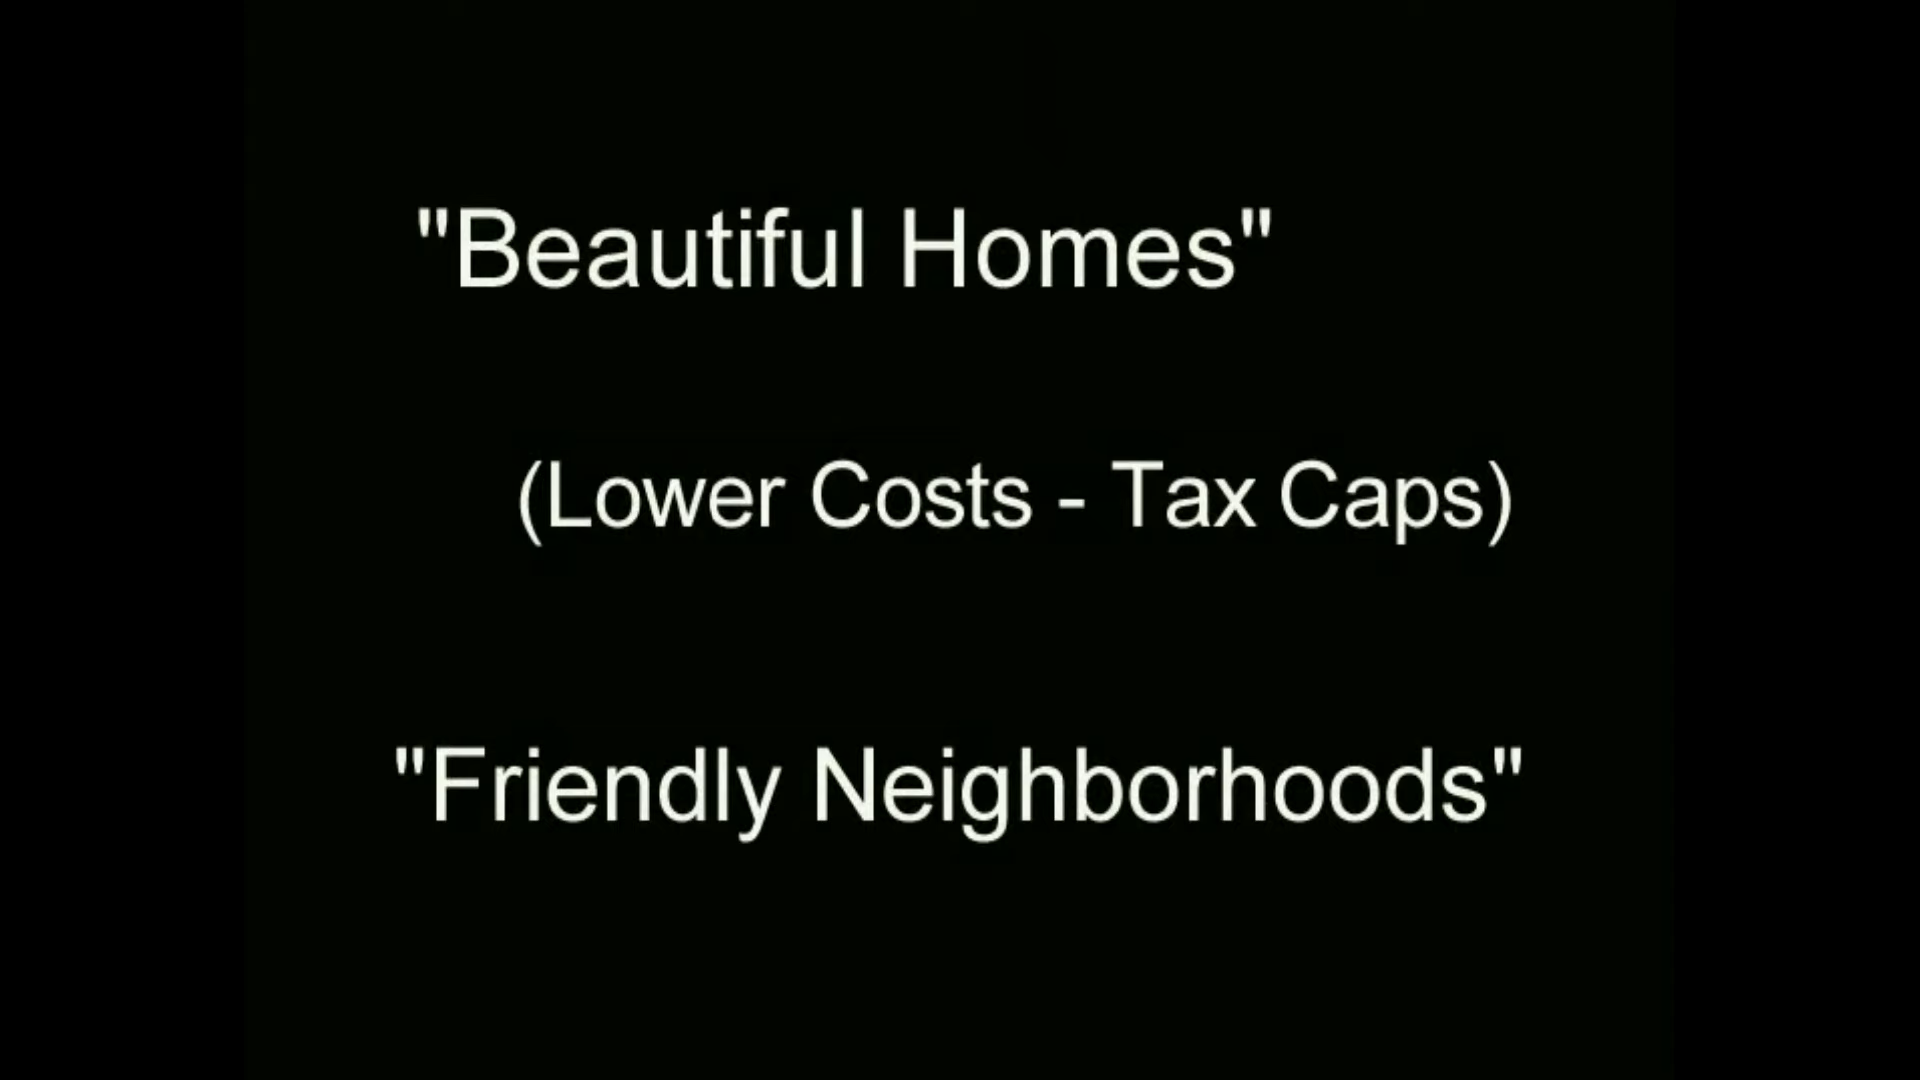 "Beautiful Homes"
(Lower Costs - Tax Caps)
"Friendly Neighborhoods"